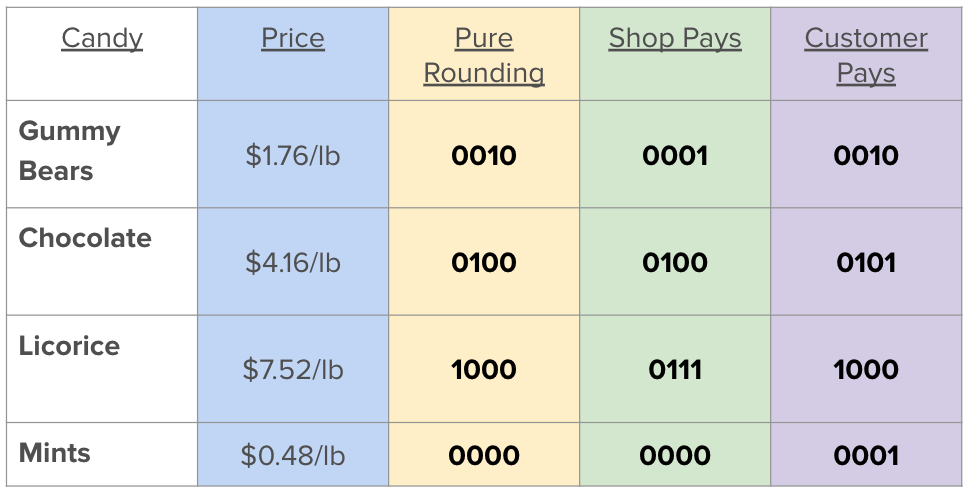 Candy Price Pure Rounding Shop Pays Customer Pays
Gummy Bears $1.76/lb 0010 0001 0010
Chocolate $4.16/lb 0100 0100 0101
Licorice $7.52/lb 1000 0111 1000
Mints $0.48/lb 0000 0000 0001